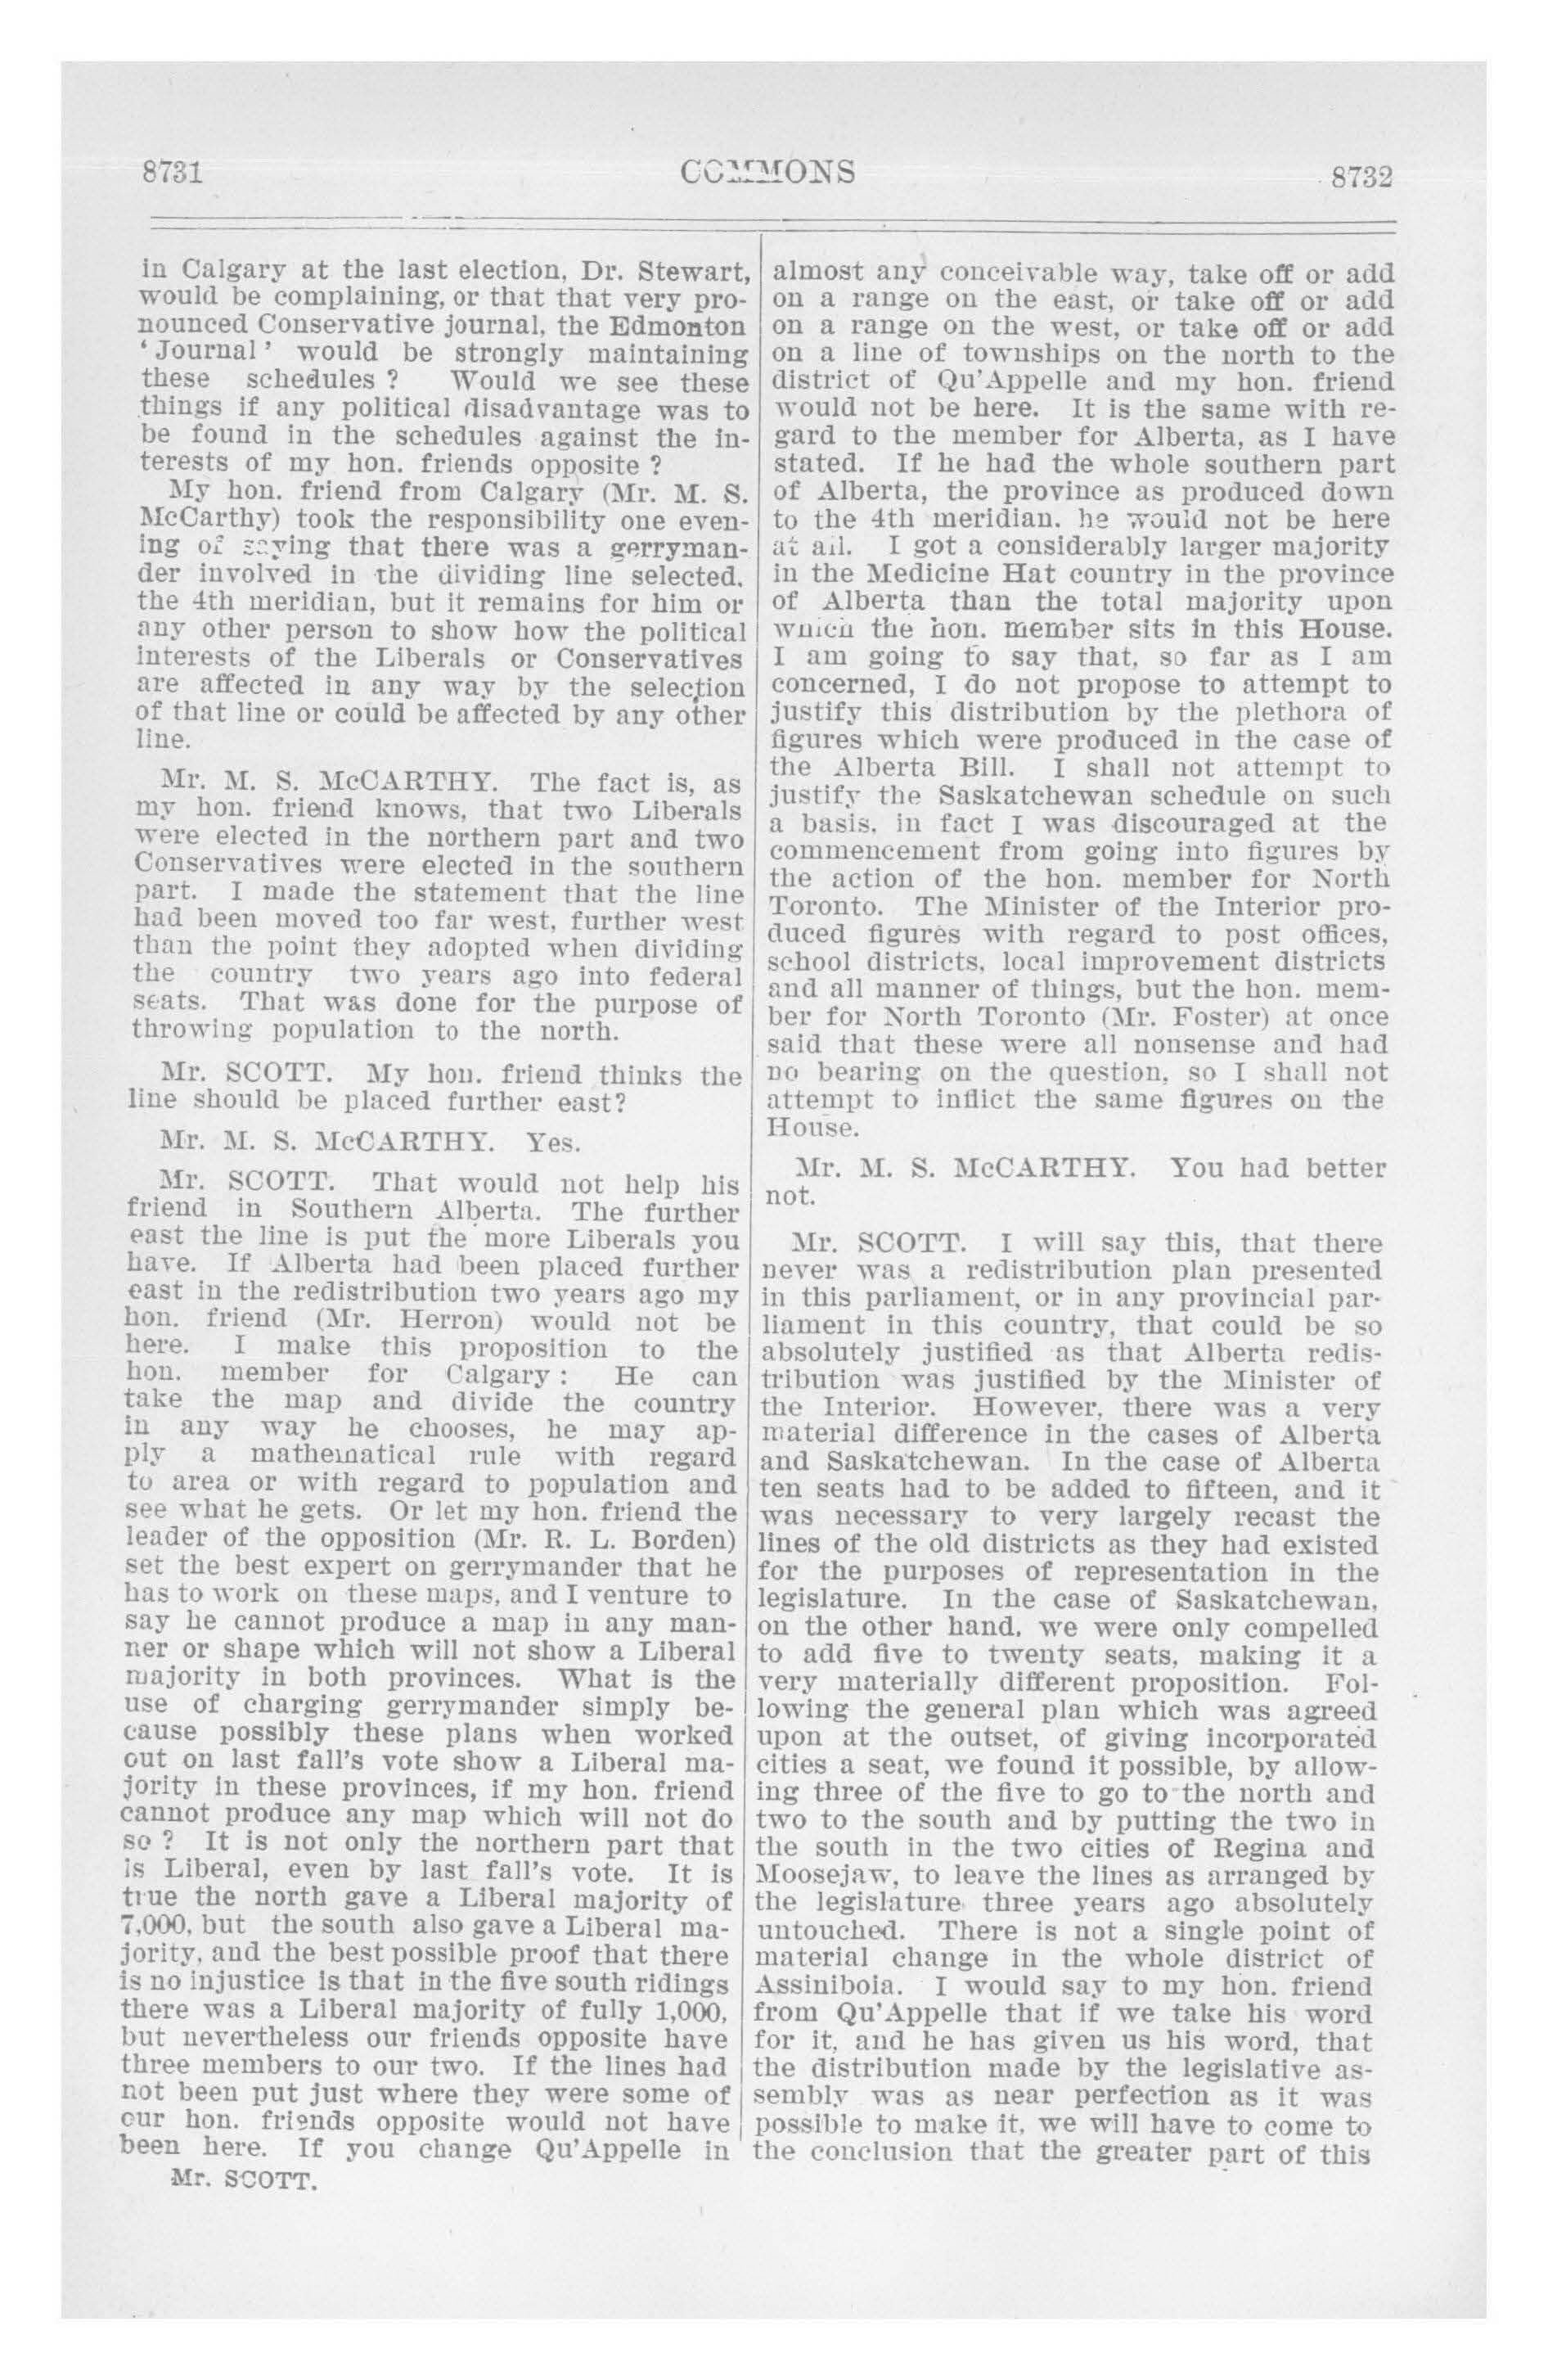 8731
COMMONS
8732
in Calgary at the last election, Dr. Stewart,
would be complaining, or that that very pro-
nounced Conservative journal, the Edmonton
‘ Journal ’ would be strongly maintaining
these schedules ? Would we see these
things if any political disadvantage was to
be found in the schedules against the in-
terests of my hon. friends opposite ?
My hon. friend from Calgary (Mr. M. S.
McCarthy) took the responsibility one even-
ing of saying that there was a gerryman-
der involved in the dividing line selected,
the 4th meridian, but it remains for him or
any other person to show how the political
interests of the Liberals or Conservatives
are affected in any way by the selection
of that line or could be affected by any other
line.
Mr. M. S. McCARTHY. The fact is, as
my hon. friend knows, that two Liberals
were elected in the northern part and two
Conservatives were elected in the southern
part. I made the statement that the line
had been moved too far west, further west
than the point they adopted when dividing
the country two years ago into federal
seats. That was done for the purpose of
throwing population to the north.
Mr. SCOTT. My hon. friend thinks the
line should be placed further east?
Mr. M. S. McCARTHY. Yes.
Mr. SCOTT. That would not help his
friend in Southern Alberta. The further
east the line is put the more Liberals you
have. If Alberta had been placed further
east in the redistribution two years ago my
hon. friend (Mr. Herron) would not be
here. I make this proposition to the
hon. member for Calgary : He can
take the map and divide the country
in any way he chooses, he may ap-
ply a mathematical rule with regard
to area or with regard to population and
see what he gets. Or let my hon. friend the
leader of the opposition (Mr. R. L. Borden)
set the best expert on gerrymander that he
has to work on these maps, and I venture to
say he cannot produce a map in any man-
ner or shape which will not show a Liberal
majority in both provinces. What is the
use of charging gerrymander simply be-
cause possibly these plans when worked
out on last fall's vote show a Liberal ma-
jority in these provinces, if my hon. friend
cannot produce any map which will not do
so ? It is not only the northern part that
is Liberal, even by last fall's vote. It is
true the north gave a Liberal majority of
7,000, but the south also gave a Liberal ma-
jority, and the best possible proof that there
is no injustice is that in the five south ridings
there was a Liberal majority of fully 1,000,
but nevertheless our friends opposite have
three members to our two. If the lines had
not been put just where they were some of
our hon. friends opposite would not have
been here. If you change Qu'Appelle in
Mr. SCOTT.
almost any conceivable way, take off or add
on a range on the east, or take off or add
on a range on the west, or take off or add
on a line of townships on the north to the
district of Qu'Appelle and my hon. friend
would not be here. It is the same with re-
gard to the member for Alberta, as I have
stated. If he had the whole southern part
of Alberta, the province as produced down
to the 4th meridian, he would not be here
at all. I got a considerably larger majority
in the Medicine Hat country in the province
of Alberta than the total majority upon
which the hon. member sits in this House.
I am going to say that, so far as I am
concerned, I do not propose to attempt to
justify this distribution by the plethora of
figures which were produced in the case of
the Alberta Bill. I shall not attempt to
justify the Saskatchewan schedule on such
a basis, in fact I was discouraged at the
commencement from going into figures by
the action of the hon. member for North
Toronto. The Minister of the Interior pro-
duced figures with regard to post offices,
school districts, local improvement districts
and all manner of things, but the hon. mem-
ber for North Toronto (Mr. Foster) at once
said that these were all nonsense and had
no bearing on the question, so I shall not
attempt to inflict the same figures on the
House.
Mr. M. S. McCARTHY. You had better
not.
Mr. SCOTT. I will say this, that there
never was a redistribution plan presented
in this parliament, or in any provincial par-
liament in this country, that could be so
absolutely justified as that Alberta redis-
tribution was justified by the Minister of
the Interior. However, there was a very
material difference in the cases of Alberta
and Saskatchewan. In the case of Alberta
ten seats had to be added to fifteen, and it
was necessary to very largely recast the
lines of the old districts as they had existed
for the purposes of representation in the
legislature. In the case of Saskatchewan,
on the other hand, we were only compelled
to add five to twenty seats, making it a
very materially different proposition. Fol-
lowing the general plan which was agreed
upon at the outset, of giving incorporated
cities a seat, we found it possible, by allow-
ing three of the five to go to the north and
two to the south and by putting the two in
the south in the two cities of Regina and
Moosejaw, to leave the lines as arranged by
the legislature three years ago absolutely
untouched. There is not a single point of
material change in the whole district of
Assiniboia. I would say to my hon. friend
from Qu'Appelle that if we take his word
for it, and he has given us his word, that
the distribution made by the legislative as-
sembly was as near perfection as it was
possible to make it, we will have to come to
the conclusion that the greater part of this